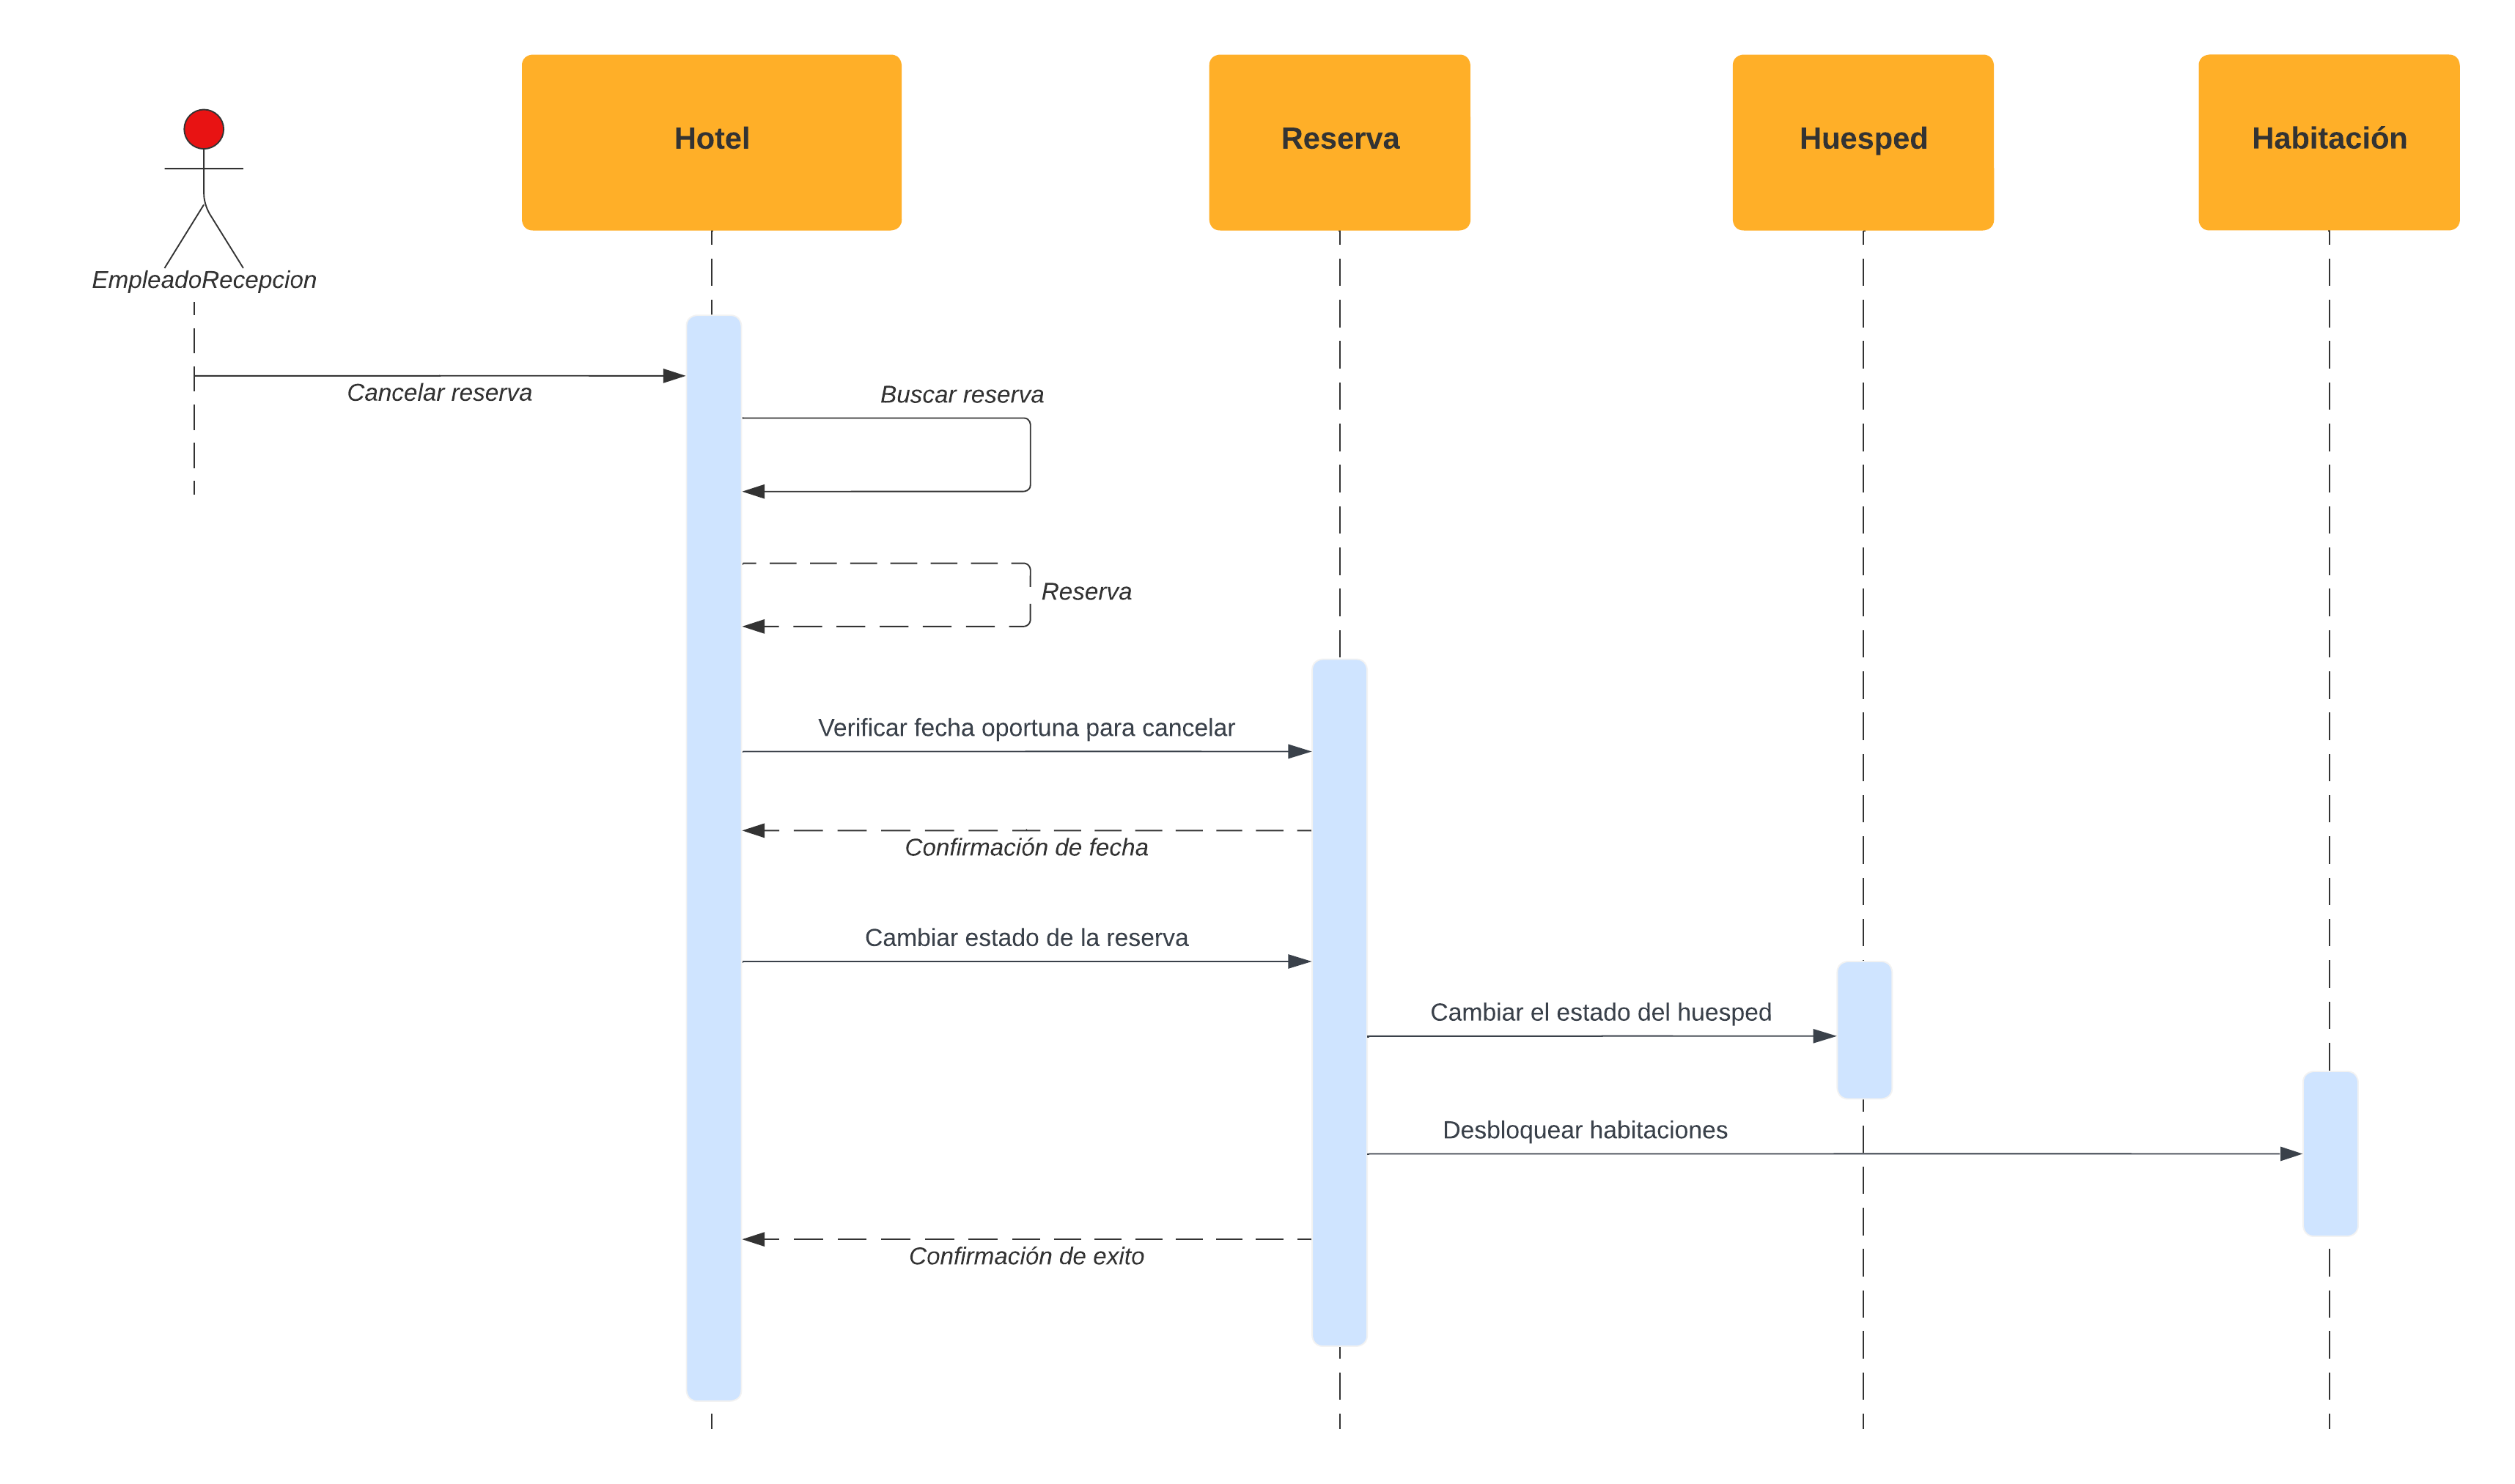 Hotel
Reserva
Huesped
Habitación
EmpleadoRecepcion
Cancelar reserva
Buscar reserva
Reserva
Verificar fecha oportuna para cancelar
Confirmación de fecha
Cambiar estado de la reserva
Cambiar el estado del huesped
Desbloquear habitaciones
Confirmación de exito